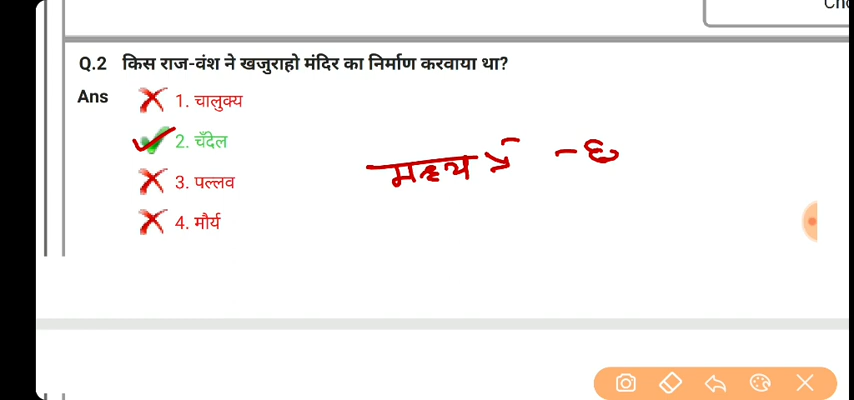 Q.2 किस राज-वंश ने खजुराहो मंदिर का निर्माण करवाया था?
Ans 1. चालुक्य
2. चँदेल
3. पल्लव
4. मौर्य